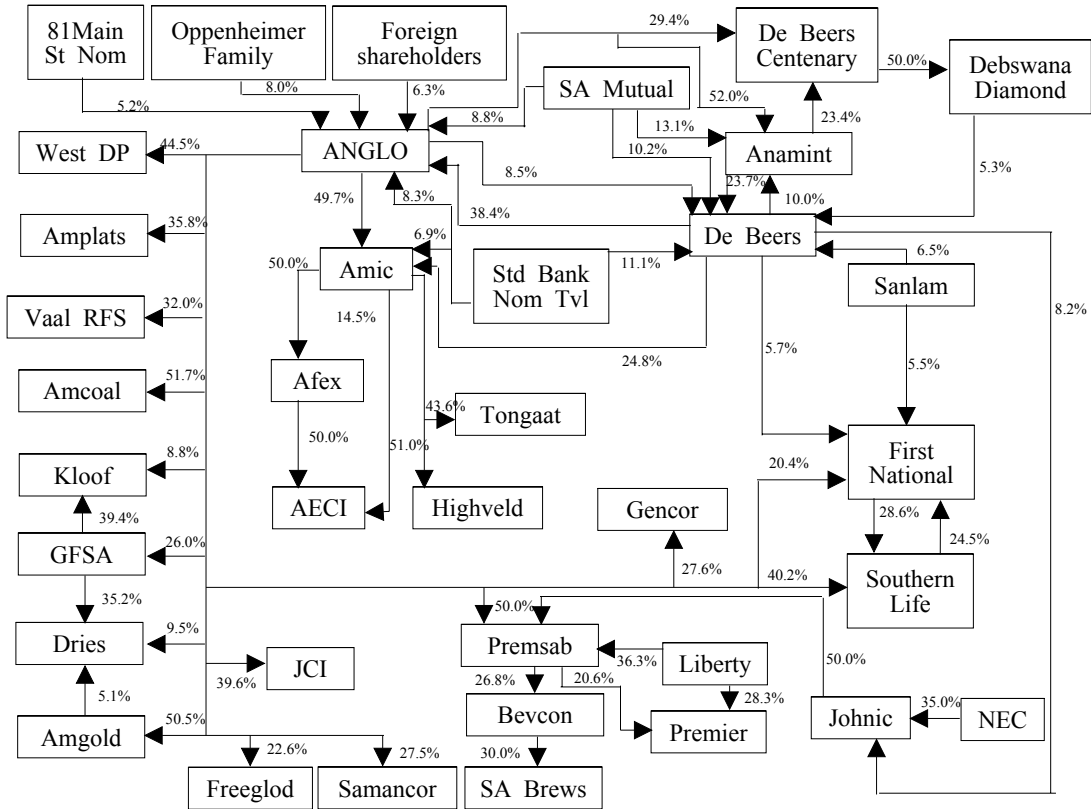 81Main
St Nom
Oppenheimer
Family
Foreign
shareholders
29.4%
De Beers
Centenary
50.0%
Debswana
Diamond
5.2%
8.0%
6.3%
8.8%
SA Mutual
52.0%
13.1%
23.4%
West DP
44.5%
ANGLO
10.2%
Anamint
5.3%
8.5%
23.7%
10.0%
49.7%
8.3%
38.4%
Amplats
35.8%
6.9%
De Beers
50.0%
Amic
Std Bank
Nom Tvl
11.1%
6.5%
Sanlam
8.2%
Vaal RFS
32.0%
14.5%
24.8%
5.7%
5.5%
Amcoal
51.7%
Afex
43.6%
Tongaat
50.0%
51.0%
First
National
Kloof
8.8%
20.4%
AECI
Highveld
Gencor
39.4%
28.6%
24.5%
GFSA
26.0%
27.6%
40.2%
Southern
Life
35.2%
50.0%
Dries
9.5%
Premsab
36.3%
Liberty
50.0%
39.6%
JCI
26.8%
20.6%
28.3%
5.1%
35.0%
Amgold
50.5%
Bevcon
Premier
Johnic
NEC
22.6%
27.5%
30.0%
Freeglod
Samancor
SA Brews